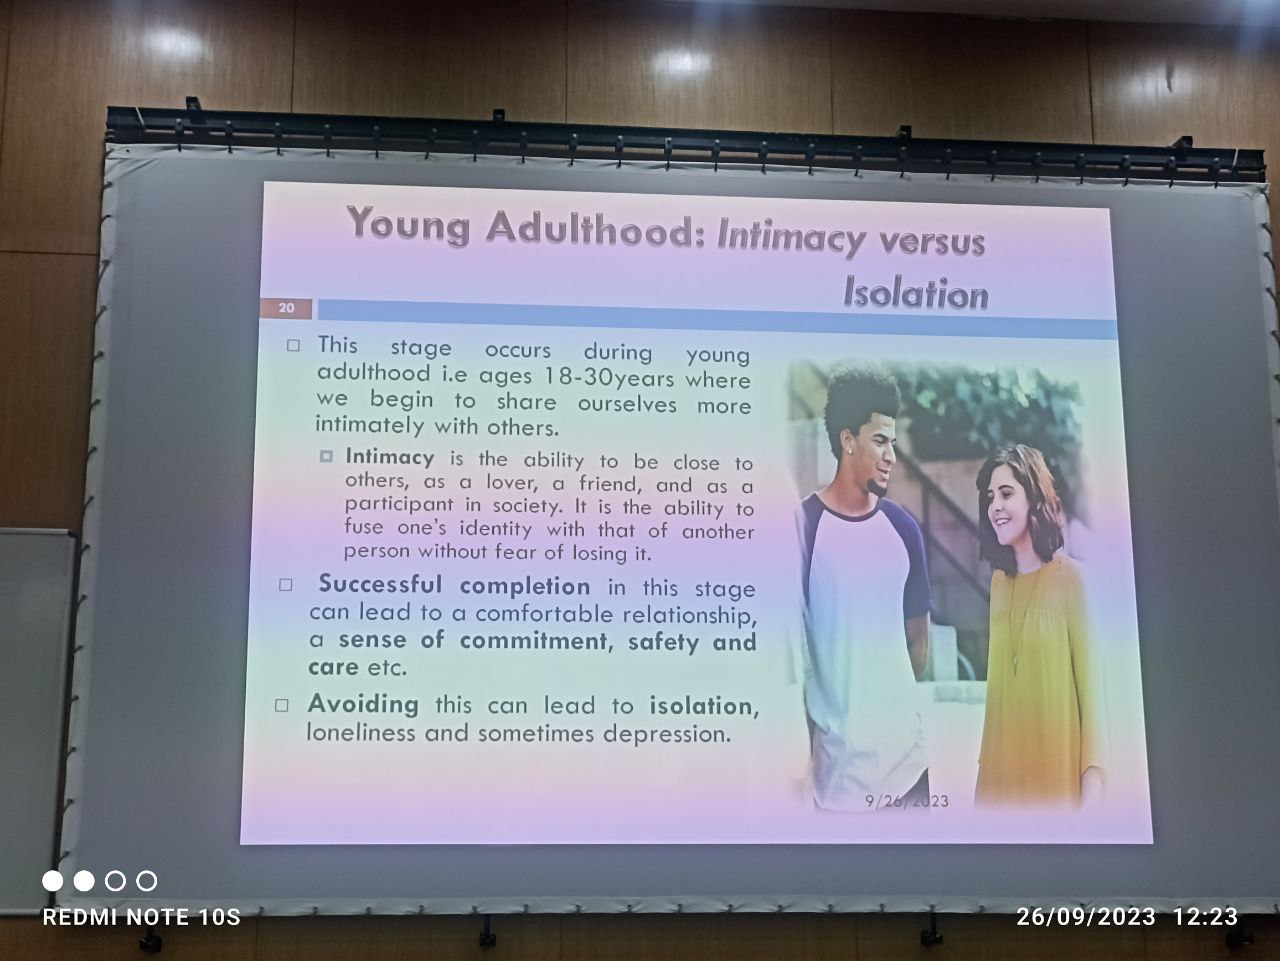 Young Adulthood: Intimacy versus
Isolation
20
This stage occurs during young
adulthood i.e ages 18-30years where
we begin to share ourselves more
intimately with others.
Intimacy is the ability to be close to
others, as a lover, a friend, and as a
participant in society. It is the ability to
fuse one's identity with that of another
person without fear of losing it.
Successful completion in this stage
can lead to a comfortable relationship,
a sense of commitment, safety and
care etc.
Avoiding this can lead to isolation,
loneliness and sometimes depression.
9/26/2023
REDMI NOTE 10S
26/09/2023 12:23